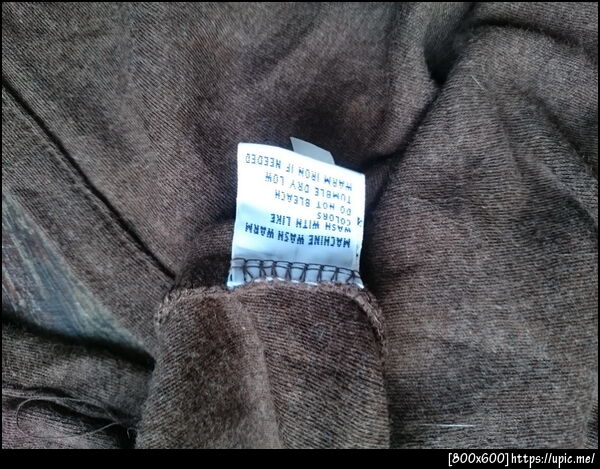 MACHINE WASH WARM
WASH WITH LIKE
COLORS
DO NOT BLEACH
TUMBLE DRY LOW
WARM IRON IF NEEDED
[800x600]https://upic.me/